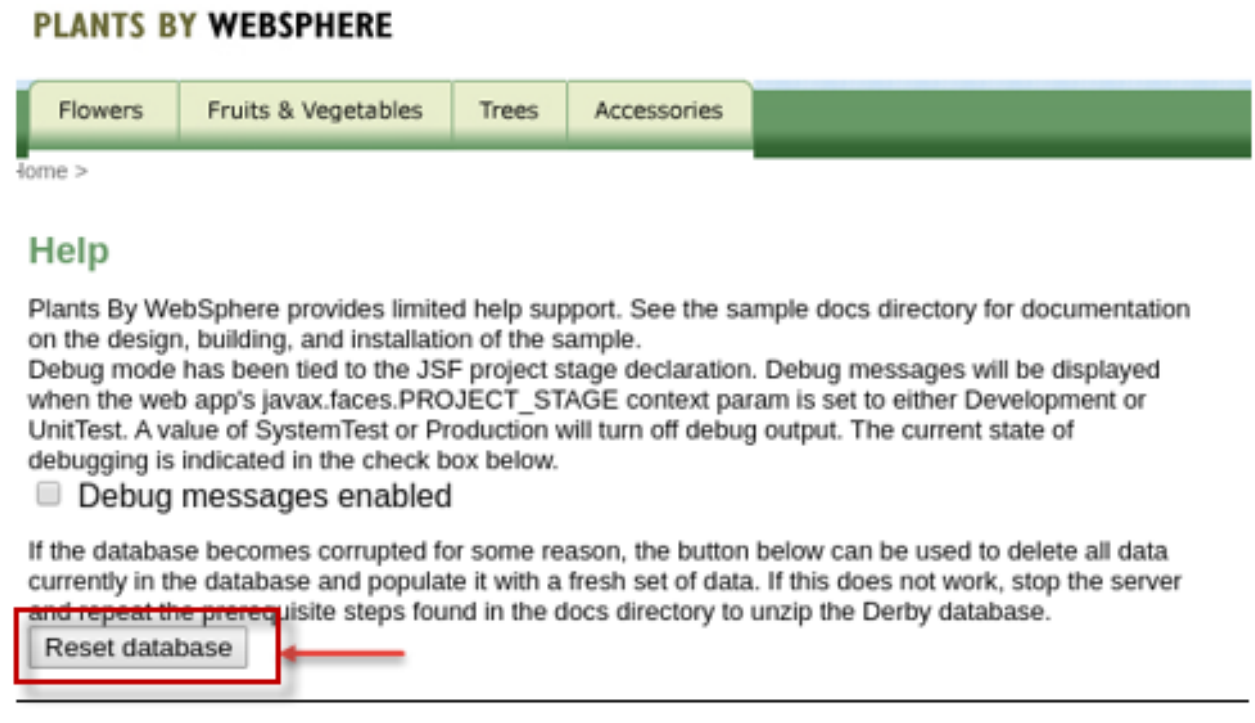 PLANTS BY WEBSPHERE
Flowers Fruits & Vegetables Trees Accessories
Home >
Help
Plants By WebSphere provides limited help support. See the sample docs directory for documentation
on the design, building, and installation of the sample.
Debug mode has been tied to the JSF project stage declaration. Debug messages will be displayed
when the web app's javax.faces.PROJECT_STAGE context param is set to either Development or
UnitTest. A value of SystemTest or Production will turn off debug output. The current state of
debugging is indicated in the check box below.
Debug messages enabled
If the database becomes corrupted for some reason, the button below can be used to delete all data
currently in the database and populate it with a fresh set of data. If this does not work, stop the server
and repeat the prerequisite steps found in the docs directory to unzip the Derby database.
Reset database